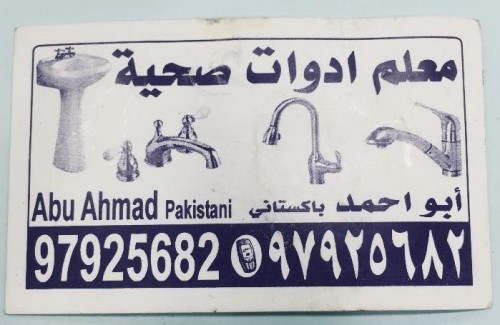 معلم ادوات صحية
Abu Ahmad Pakistani أبو احمد باكستاني
97925682 ٩٧٩٢٥٦٨٢